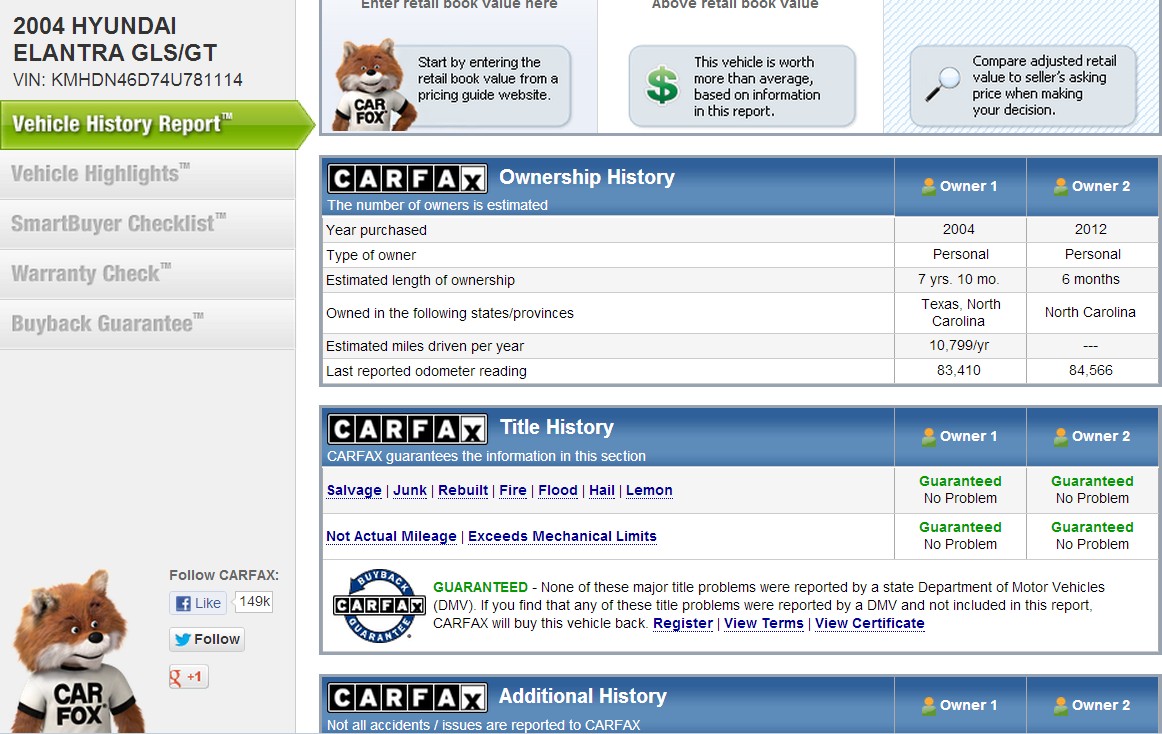 2004 HYUNDAI
ELANTRA GLS/GT
VIN: KMHDN46D74U781114
Vehicle History Report™
Vehicle Highlights™
SmartBuyer Checklist™
Warranty Check™
Buyback Guarantee™
Follow CARFAX:
Like 149k
Follow
+1
CAR
FOX
Enter retail book value here
Above retail book value
Start by entering the
retail book value from a
pricing guide website.
CAR
FOX
$
This vehicle is worth
more than average,
based on information
in this report.
Compare adjusted retail
value to seller's asking
price when making
your decision.
CARFAX Ownership History
The number of owners is estimated
Owner 1
Owner 2
Year purchased 2004 2012
Type of owner Personal Personal
Estimated length of ownership 7 yrs. 10 mo. 6 months
Owned in the following states/provinces Texas, North Carolina North Carolina
Estimated miles driven per year 10,799/yr ---
Last reported odometer reading 83,410 84,566
CARFAX Title History
CARFAX guarantees the information in this section
Owner 1
Owner 2
Salvage | Junk | Rebuilt | Fire | Flood | Hail | Lemon
Guaranteed
No Problem
Guaranteed
No Problem
Not Actual Mileage | Exceeds Mechanical Limits
Guaranteed
No Problem
Guaranteed
No Problem
BUYBACK
CARFAX
GUARANTEE
GUARANTEED - None of these major title problems were reported by a state Department of Motor Vehicles
(DMV). If you find that any of these title problems were reported by a DMV and not included in this report,
CARFAX will buy this vehicle back. Register | View Terms | View Certificate
CARFAX Additional History
Not all accidents / issues are reported to CARFAX
Owner 1
Owner 2